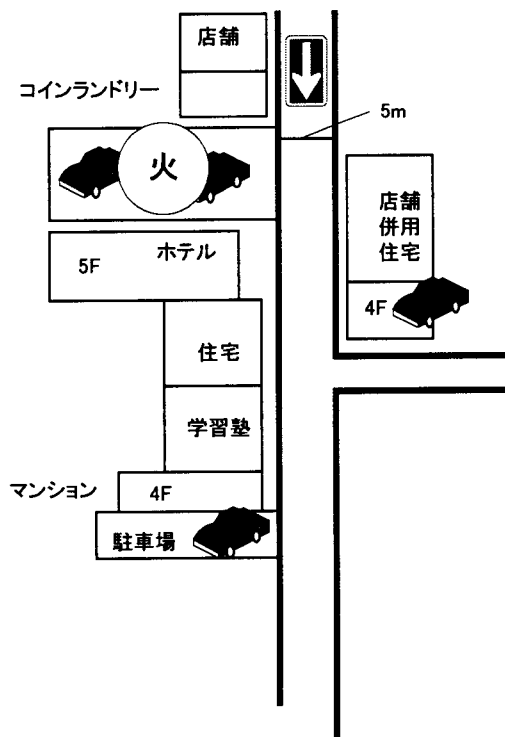 店舗
コインランドリー
5m
火
店舗
併用
住宅
ホテル
5F
4F
住宅
学習塾
マンション
4F
駐車場